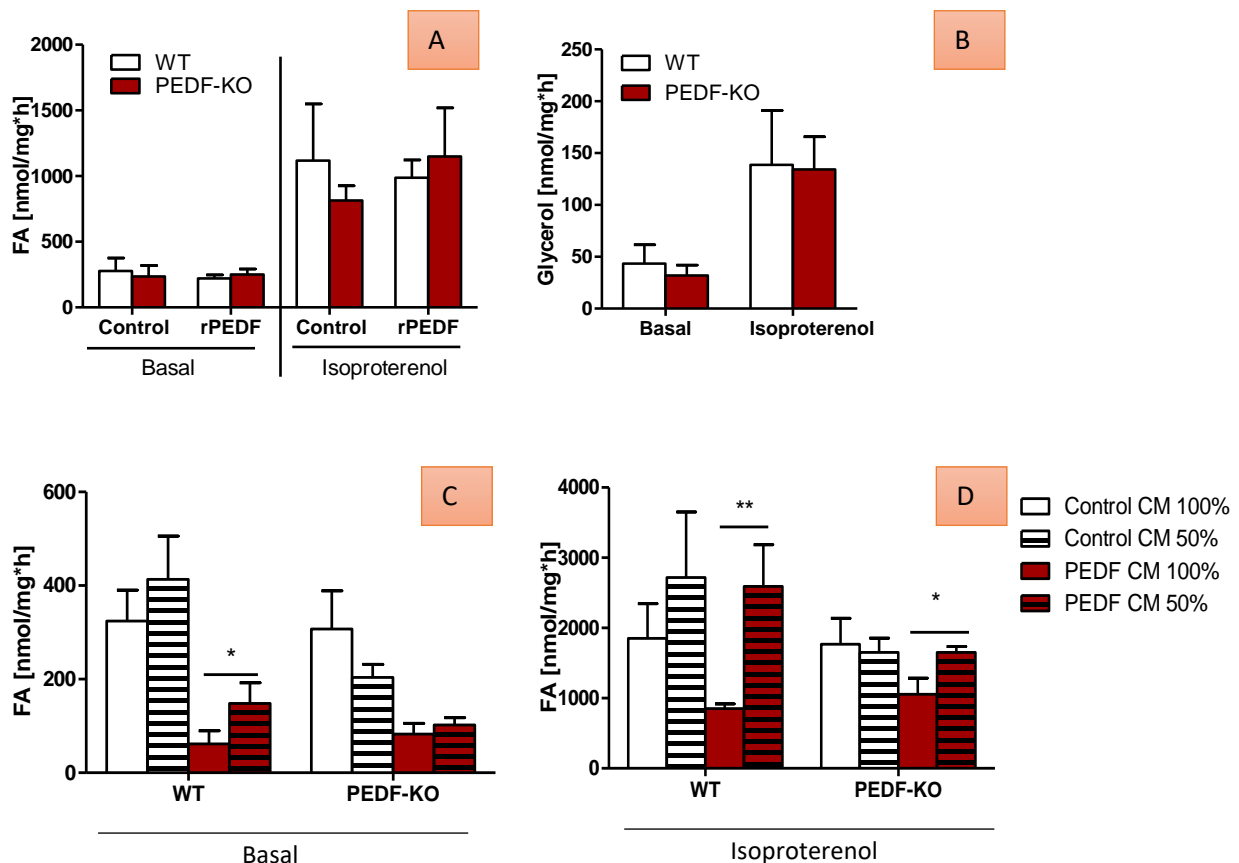 A
2000
WT
PEDF-KO
1500
1000
500
0
FA [nmol/mg*h]
Control rPEDF Control rPEDF
Basal Isoproterenol
B
250
WT
PEDF-KO
200
150
100
50
0
Glycerol [nmol/mg*h]
Basal Isoproterenol
C
600
400
200
0
FA [nmol/mg*h]
*
WT PEDF-KO
Basal
D
4000
3000
2000
1000
0
FA [nmol/mg*h]
**
*
WT PEDF-KO
Isoproterenol
Control CM 100%
Control CM 50%
PEDF CM 100%
PEDF CM 50%